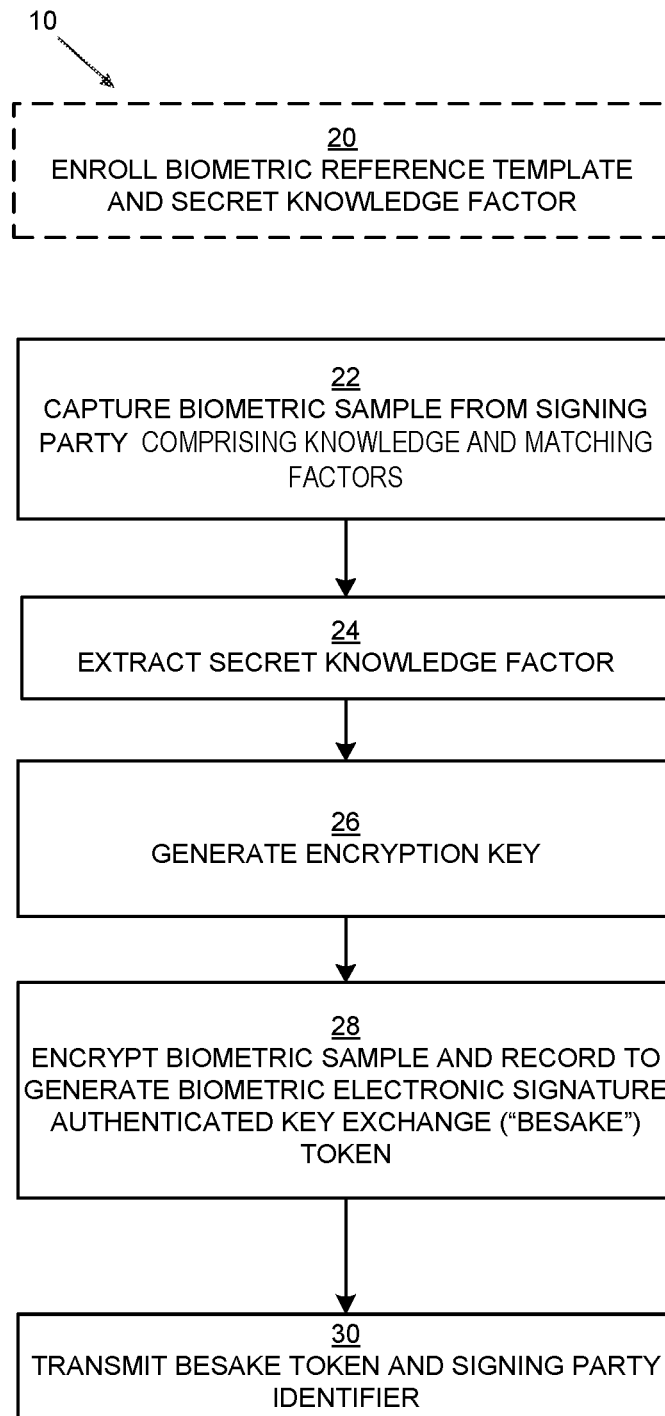 10
20
ENROLL BIOMETRIC REFERENCE TEMPLATE
AND SECRET KNOWLEDGE FACTOR
22
CAPTURE BIOMETRIC SAMPLE FROM SIGNING
PARTY COMPRISING KNOWLEDGE AND MATCHING
FACTORS
24
EXTRACT SECRET KNOWLEDGE FACTOR
26
GENERATE ENCRYPTION KEY
28
ENCRYPT BIOMETRIC SAMPLE AND RECORD TO
GENERATE BIOMETRIC ELECTRONIC SIGNATURE
AUTHENTICATED KEY EXCHANGE (“BESAKE”)
TOKEN
30
TRANSMIT BESAKE TOKEN AND SIGNING PARTY
IDENTIFIER